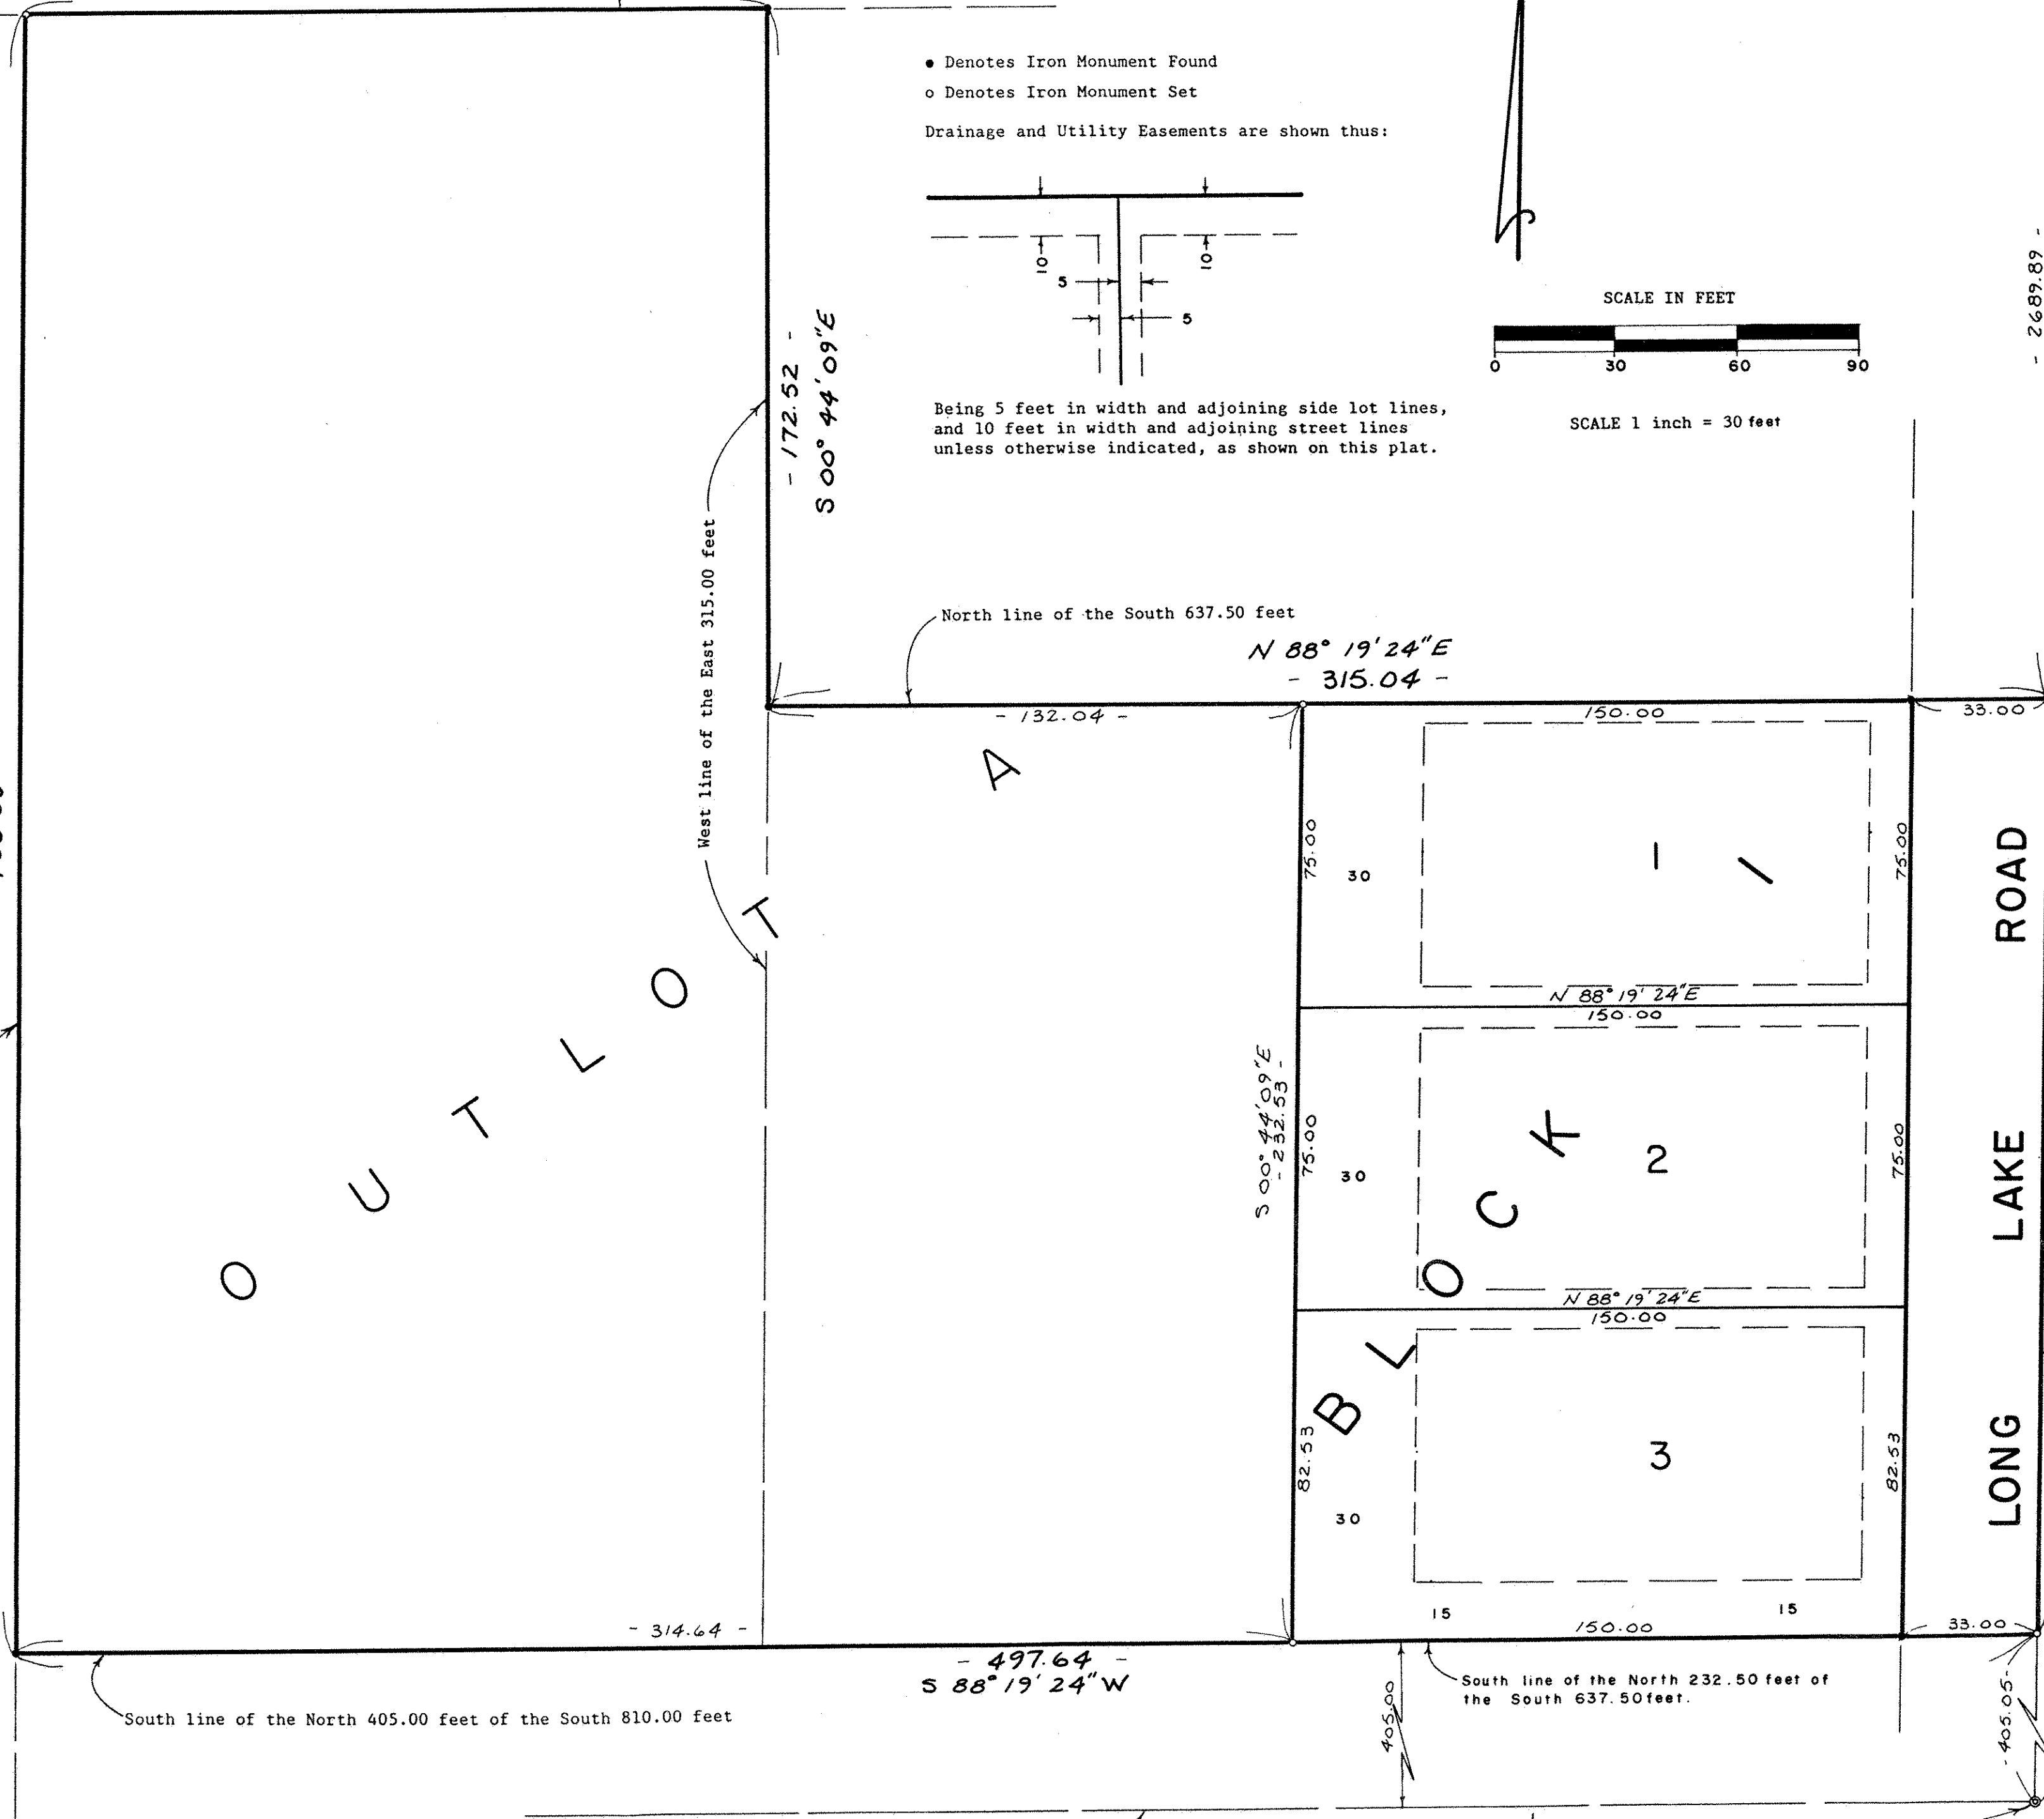 ● Denotes Iron Monument Found
o Denotes Iron Monument Set
Drainage and Utility Easements are shown thus:
10
10
5
5
Being 5 feet in width and adjoining side lot lines,
and 10 feet in width and adjoining street lines
unless otherwise indicated, as shown on this plat.
SCALE IN FEET
0 30 60 90
SCALE 1 inch = 30 feet
- 2689.89 -
- 172.52 -
S 00° 44' 09" E
West line of the East 315.00 feet
North line of the South 637.50 feet
N 88° 19' 24" E
- 315.04 -
- 132.04 -
150.00
33.00
OUTLOT A
75.00
30
1
75.00
N 88° 19' 24" E
150.00
S 00° 44' 09" E
- 232.53 -
75.00
30
2
75.00
N 88° 19' 24" E
150.00
BLOCK 1
82.53
30
3
82.53
15
15
150.00
33.00
LONG LAKE ROAD
- 314.64 -
- 497.64 -
S 88° 19' 24" W
South line of the North 405.00 feet of the South 810.00 feet
South line of the North 232.50 feet of
the South 637.50 feet.
405.00
- 405.05 -